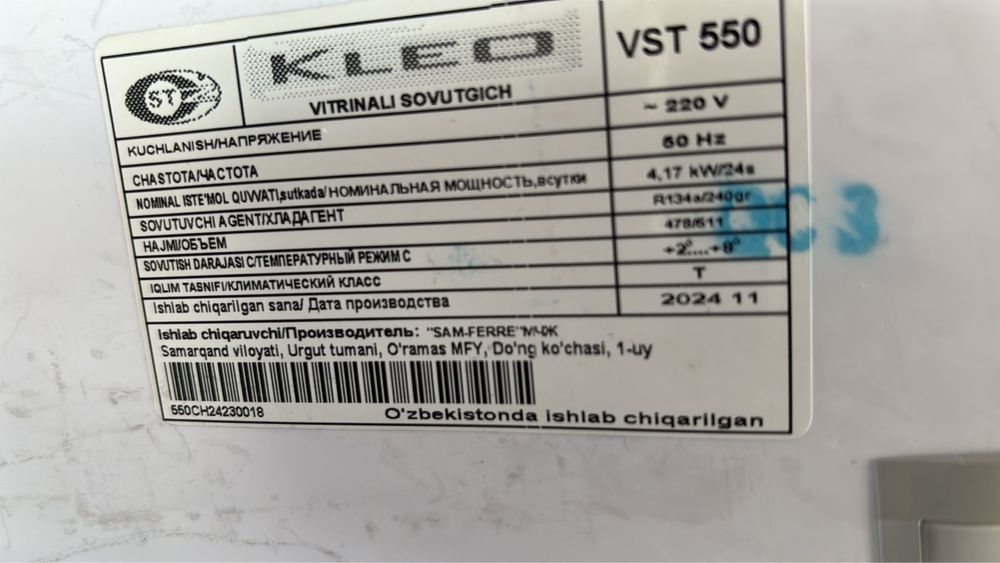 STF
KLEO
VITRINALI SOVUTGICH
VST 550
KUCHLANISH/НАПРЯЖЕНИЕ ~ 220 V
CHASTOTA/ЧАСТОТА 50 Hz
NOMINAL ISTE'MOL QUVVATI,sutkada/НОМИНАЛЬНАЯ МОЩНОСТЬ,всутки 4,17 kW/24s
SOVUTUVCHI AGENT/ХЛАДАГЕНТ R134a/240gr
HAJMI/ОБЪЕМ 478/511
SOVUTISH DARAJASI C/ТЕМПЕРАТУРНЫЙ РЕЖИМ С +2°....+8°
IQLIM TASNIFI/КЛИМАТИЧЕСКИЙ КЛАСС T
Ishlab chiqarilgan sana/ Дата производства 2024 11
Ishlab chiqaruvchi/Производитель: "SAM-FERRE"
Samarqand viloyati, Urgut tumani, O'ramas MFY, Do'ng ko'chasi, 1-uy
550CH24230018
O'zbekistonda ishlab chiqarilgan